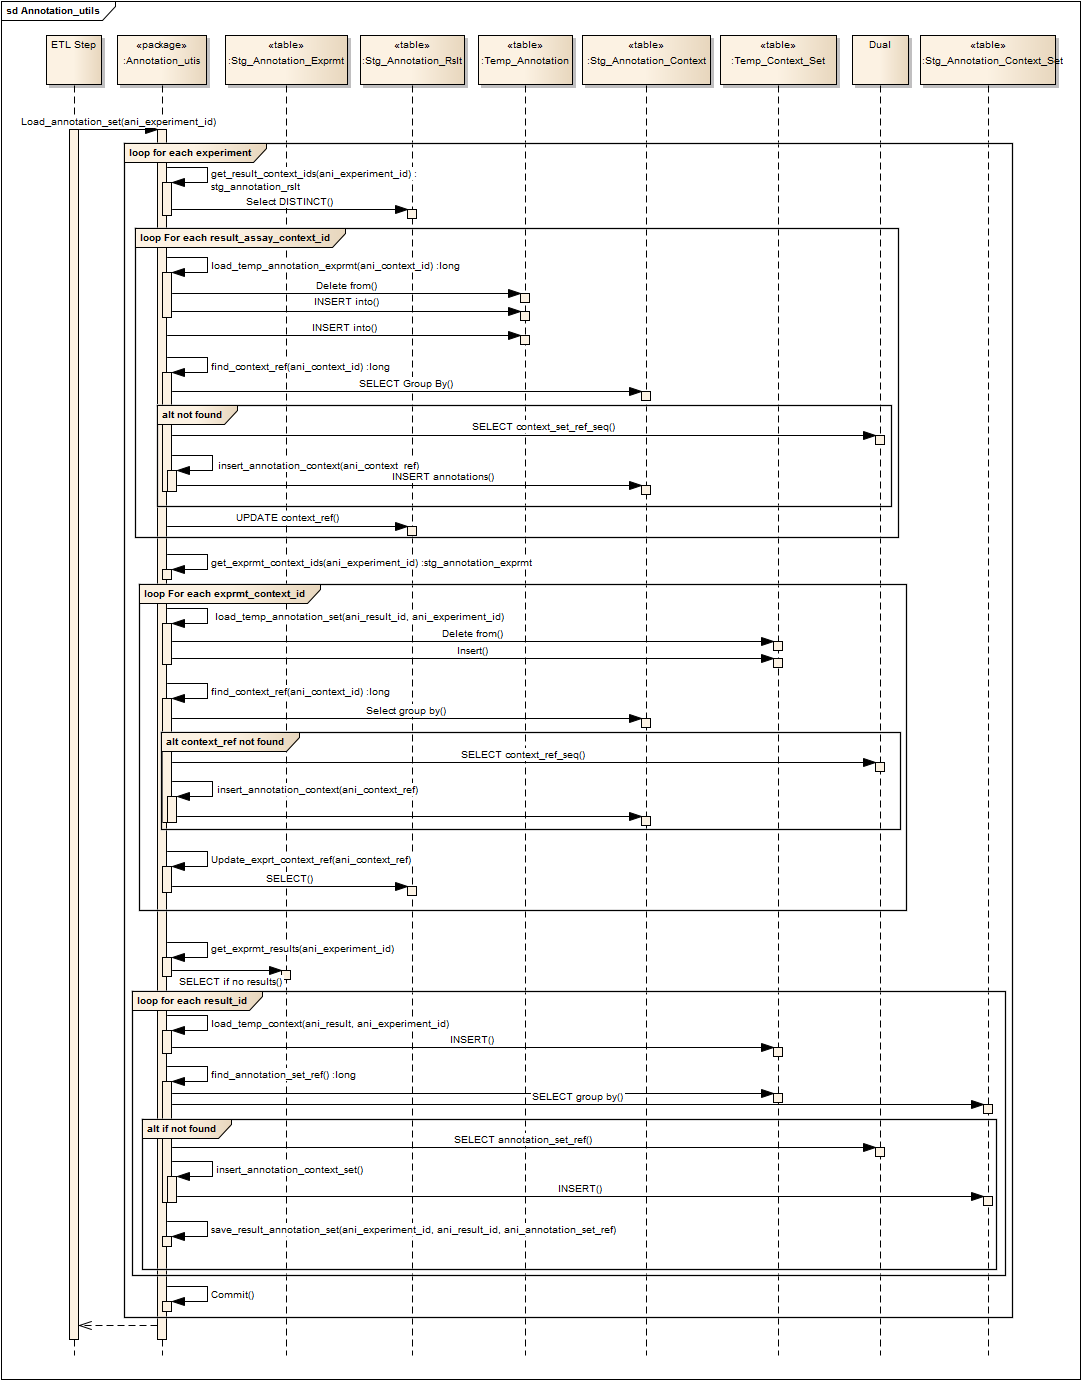 sd Annotation_utils
ETL Step
«package»
:Annotation_utis
«table»
:Stg_Annotation_Exprmt
«table»
:Stg_Annotation_Rslt
«table»
:Temp_Annotation
«table»
:Stg_Annotation_Context
«table»
:Temp_Context_Set
Dual
«table»
:Stg_Annotation_Context_Set
Load_annotation_set(ani_experiment_id)
loop for each experiment
get_result_context_ids(ani_experiment_id) :
stg_annotation_rslt
Select DISTINCT()
loop For each result_assay_context_id
load_temp_annotation_exprmt(ani_context_id) :long
Delete from()
INSERT into()
INSERT into()
find_context_ref(ani_context_id) :long
SELECT Group By()
alt not found
SELECT context_set_ref_seq()
insert_annotation_context(ani_context_ref)
INSERT annotations()
UPDATE context_ref()
get_exprmt_context_ids(ani_experiment_id) :stg_annotation_exprmt
loop For each exprmt_context_id
load_temp_annotation_set(ani_result_id, ani_experiment_id)
Delete from()
Insert()
find_context_ref(ani_context_id) :long
Select group by()
alt context_ref not found
SELECT context_ref_seq()
insert_annotation_context(ani_context_ref)
Update_exprt_context_ref(ani_context_ref)
SELECT()
get_exprmt_results(ani_experiment_id)
SELECT if no results()
loop for each result_id
load_temp_context(ani_result, ani_experiment_id)
INSERT()
find_annotation_set_ref() :long
SELECT group by()
alt if not found
SELECT annotation_set_ref()
insert_annotation_context_set()
INSERT()
save_result_annotation_set(ani_experiment_id, ani_result_id, ani_annotation_set_ref)
Commit()